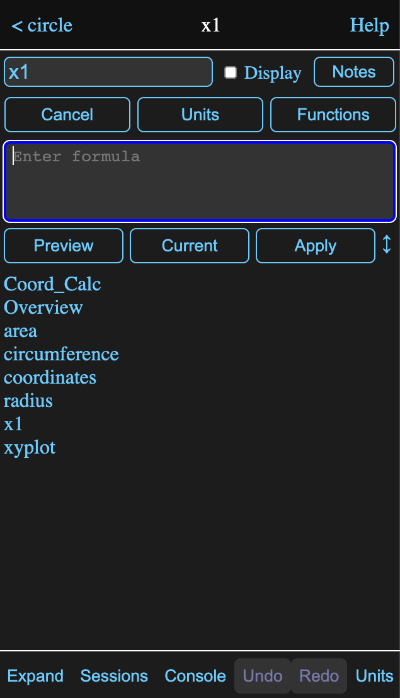 < circle x1 Help
x1 Display Notes
Cancel Units Functions
Enter formula
Preview Current Apply ↕
Coord_Calc
Overview
area
circumference
coordinates
radius
x1
xyplot
Expand Sessions Console Undo Redo Units